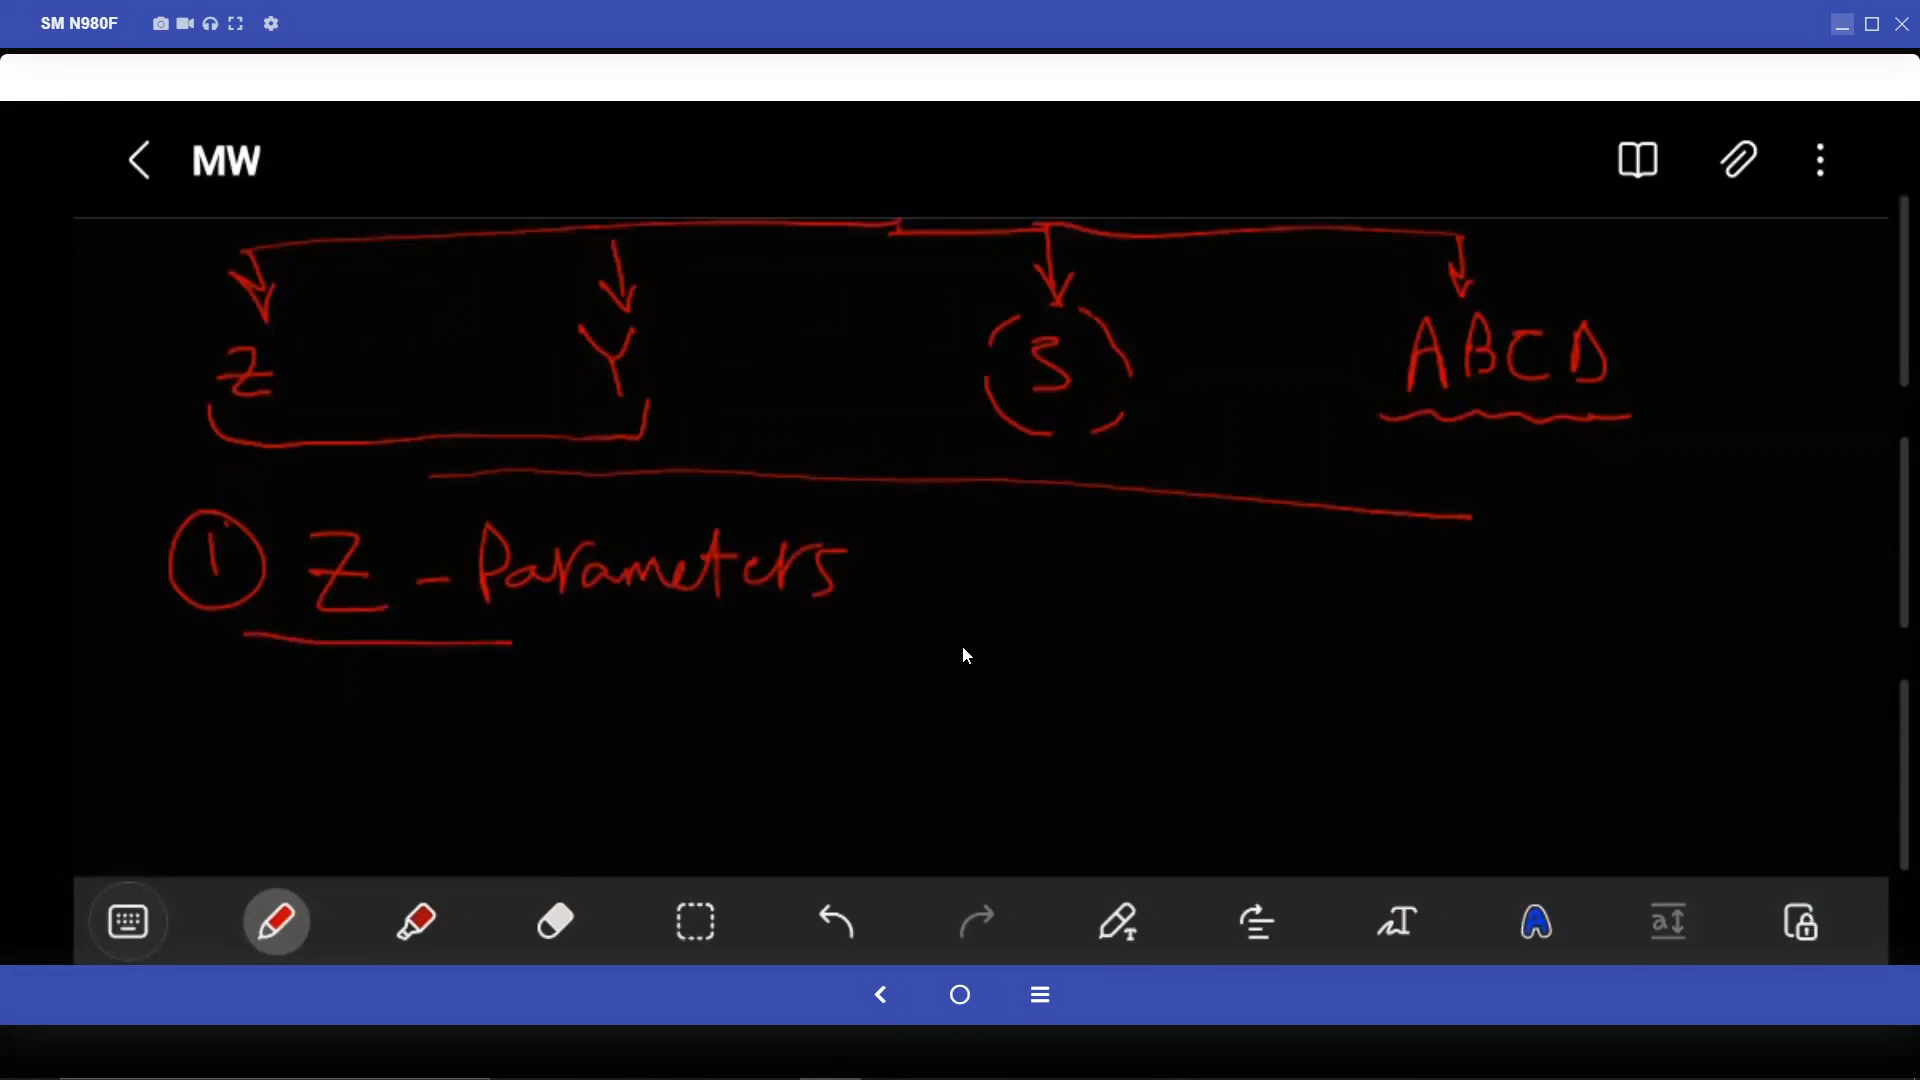 SM N980F
MW
Z Y S ABCD
① Z - Parameters